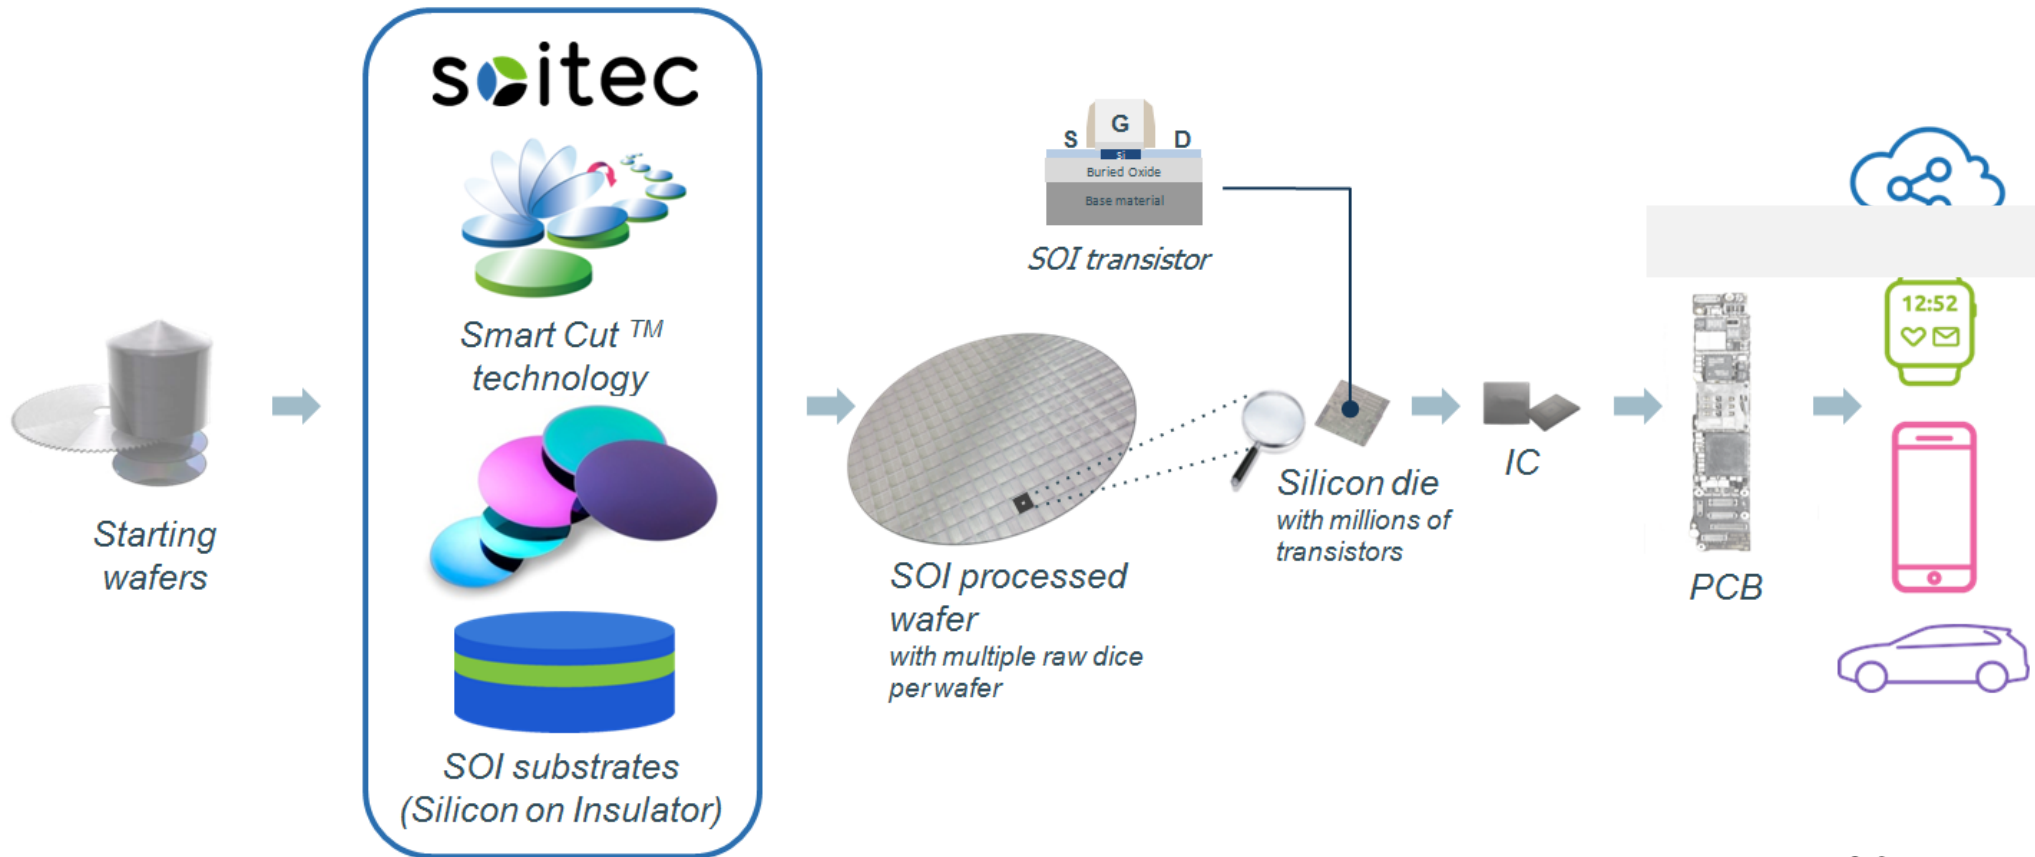 soitec
Smart Cut TM
technology
SOI substrates
(Silicon on Insulator)
Starting
wafers
S G D
Si
Buried Oxide
Base material
SOI transistor
SOI processed
wafer
with multiple raw dice
per wafer
Silicon die
with millions of
transistors
IC
PCB
12:52